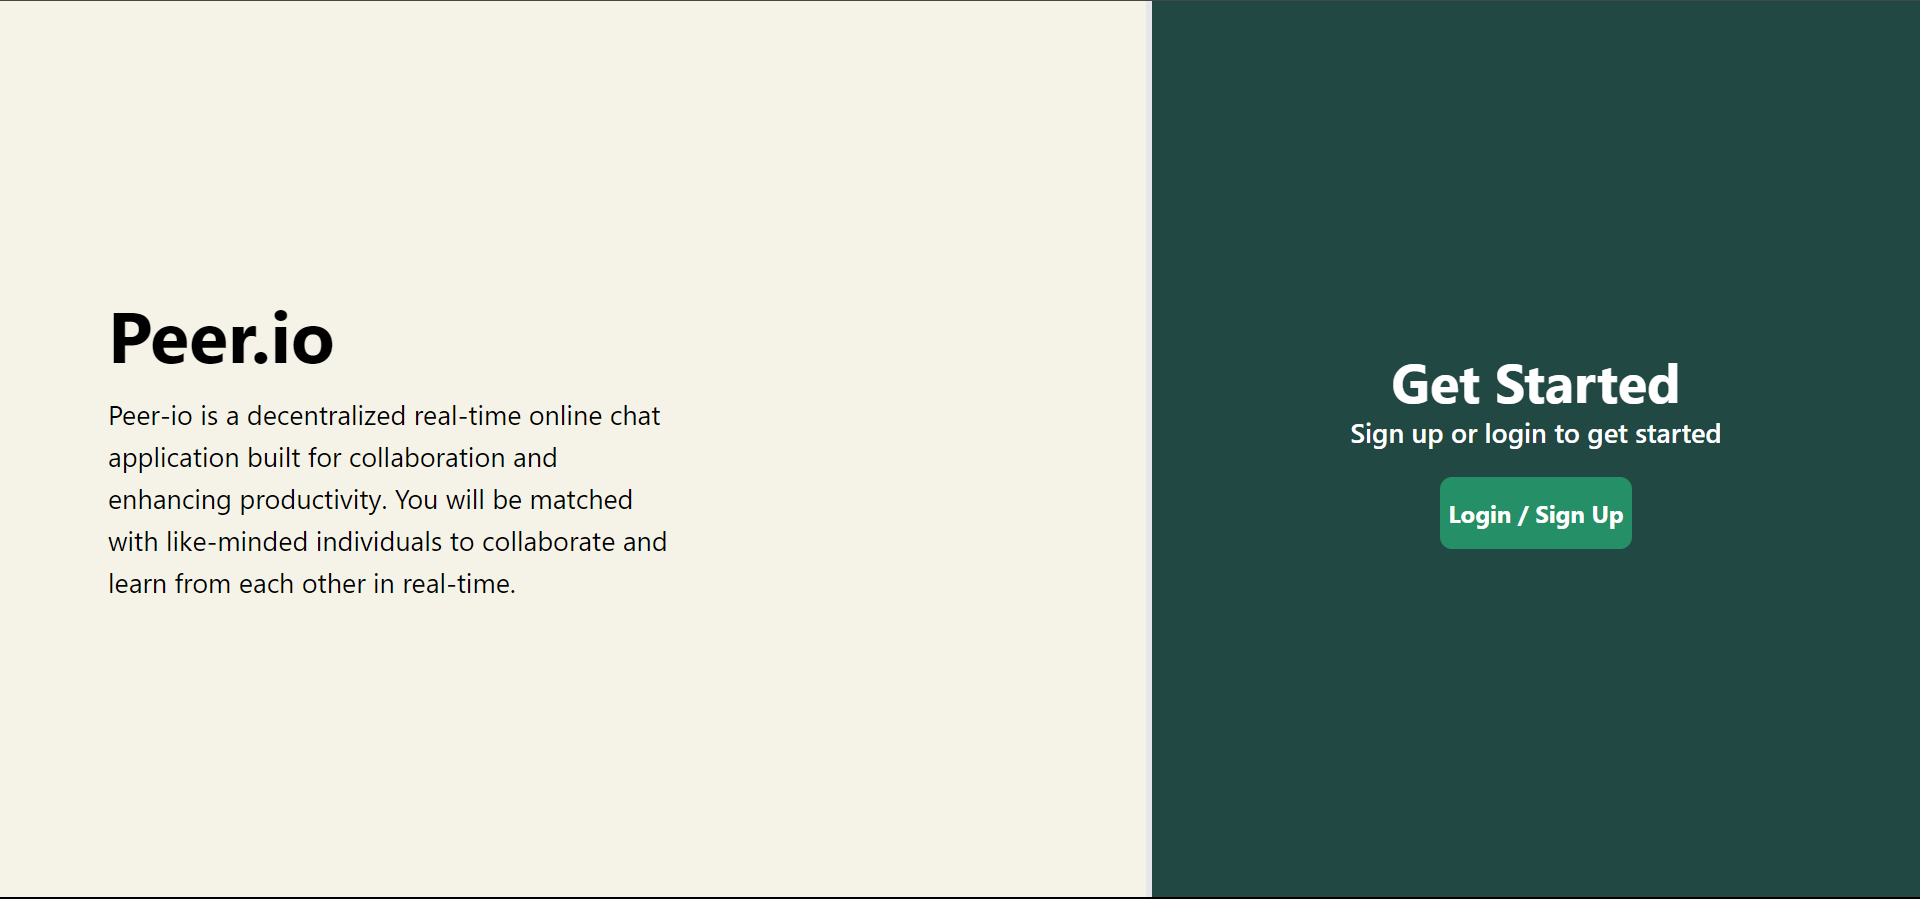 Peer.io
Peer-io is a decentralized real-time online chat
application built for collaboration and
enhancing productivity. You will be matched
with like-minded individuals to collaborate and
learn from each other in real-time.
Get Started
Sign up or login to get started
Login / Sign Up